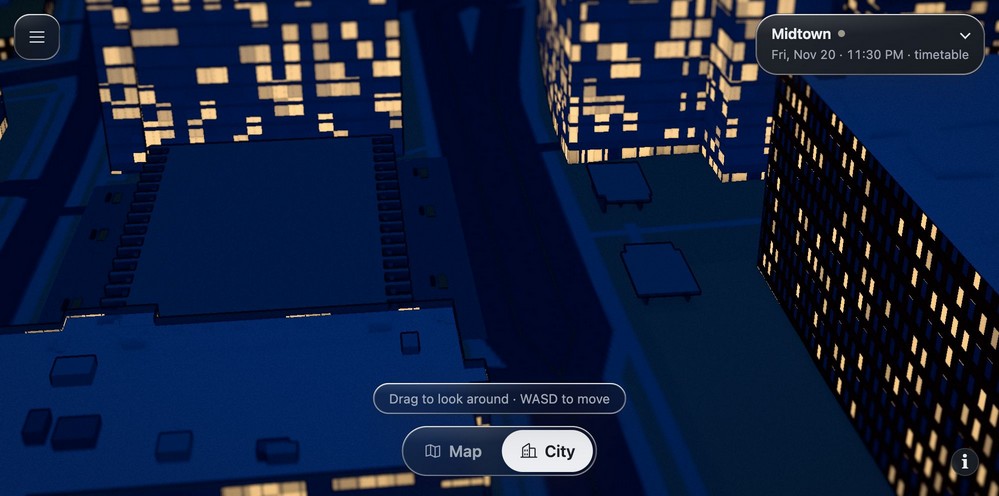 Midtown
Fri, Nov 20 · 11:30 PM · timetable
Drag to look around · WASD to move
Map
City
i